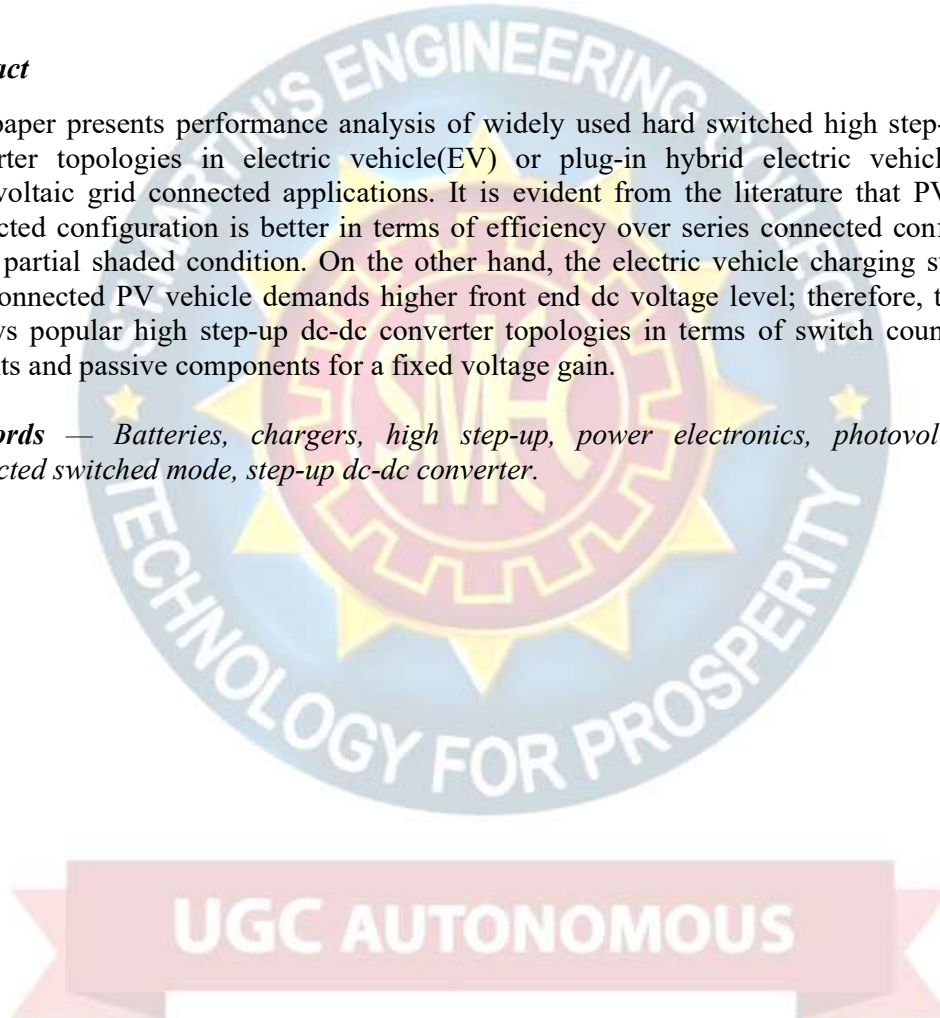 act
paper presents performance analysis of widely used hard switched high step-
rter topologies in electric vehicle(EV) or plug-in hybrid electric vehicl
voltaic grid connected applications. It is evident from the literature that PV
cted configuration is better in terms of efficiency over series connected conf
partial shaded condition. On the other hand, the electric vehicle charging s
onnected PV vehicle demands higher front end dc voltage level; therefore, t
ys popular high step-up dc-dc converter topologies in terms of switch coun
ts and passive components for a fixed voltage gain.
ords — Batteries, chargers, high step-up, power electronics, photovol
cted switched mode, step-up dc-dc converter.
ST. MARTIN'S ENGINEERING COLLEGE
SMEC
TECHNOLOGY FOR PROSPERITY
UGC AUTONOMOUS